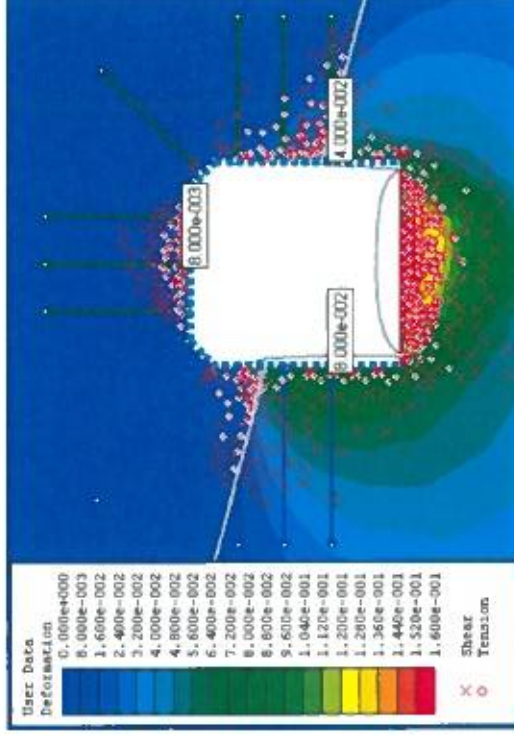 User Data
Deformation
0.000e+000
8.000e-003
1.600e-002
2.400e-002
3.200e-002
4.000e-002
4.800e-002
5.600e-002
6.400e-002
7.200e-002
8.000e-002
8.800e-002
9.600e-002
1.040e-001
1.120e-001
1.200e-001
1.280e-001
1.360e-001
1.440e-001
1.520e-001
1.600e-001
Shear
Tension
8.000e-003
4.000e-002
8.000e-002